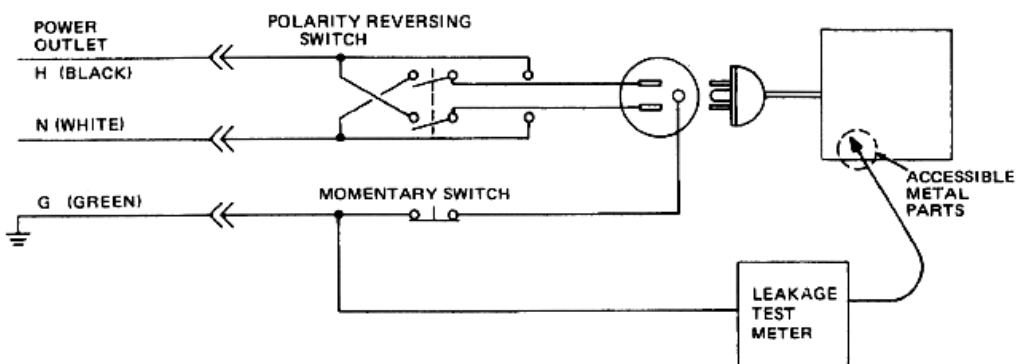 POWER
OUTLET
POLARITY REVERSING
SWITCH
H (BLACK)
N (WHITE)
G (GREEN)
MOMENTARY SWITCH
ACCESSIBLE
METAL
PARTS
LEAKAGE
TEST
METER